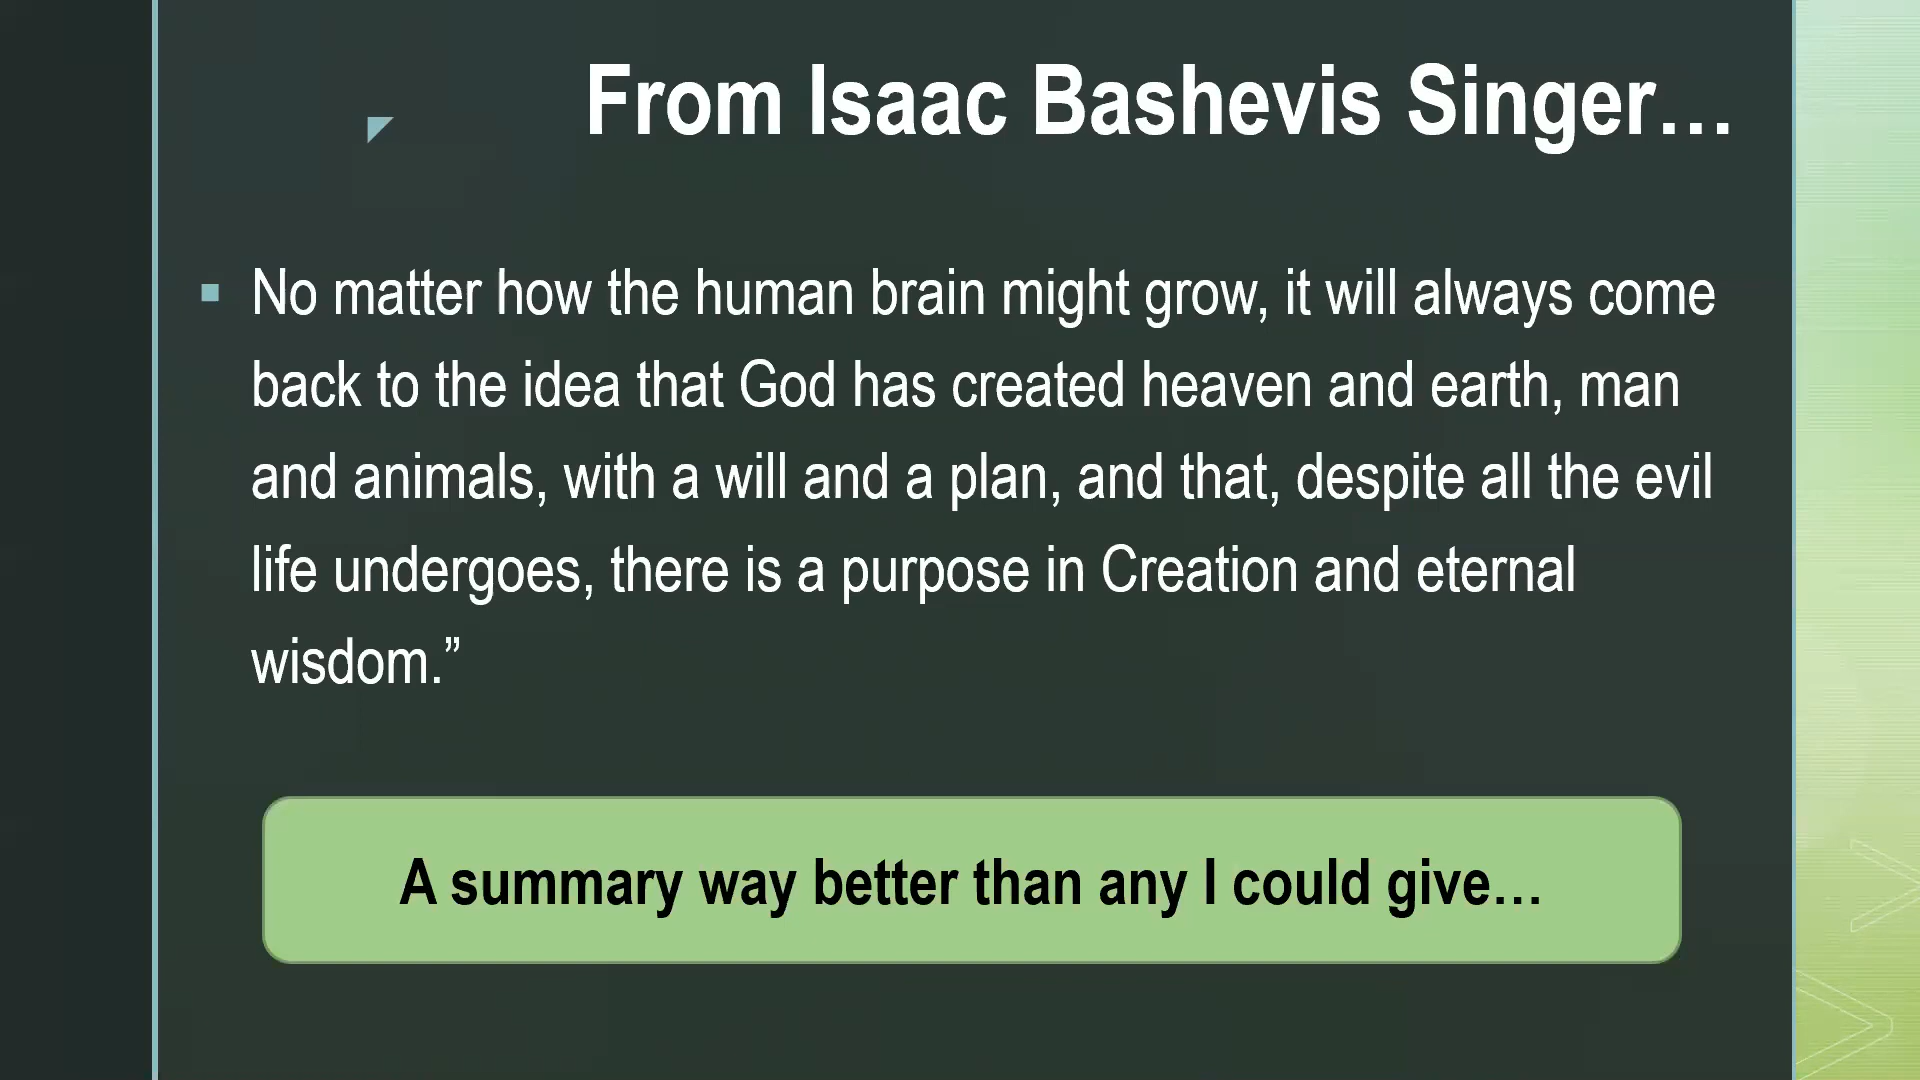 From Isaac Bashevis Singer…
No matter how the human brain might grow, it will always come
back to the idea that God has created heaven and earth, man
and animals, with a will and a plan, and that, despite all the evil
life undergoes, there is a purpose in Creation and eternal
wisdom.”
A summary way better than any I could give…